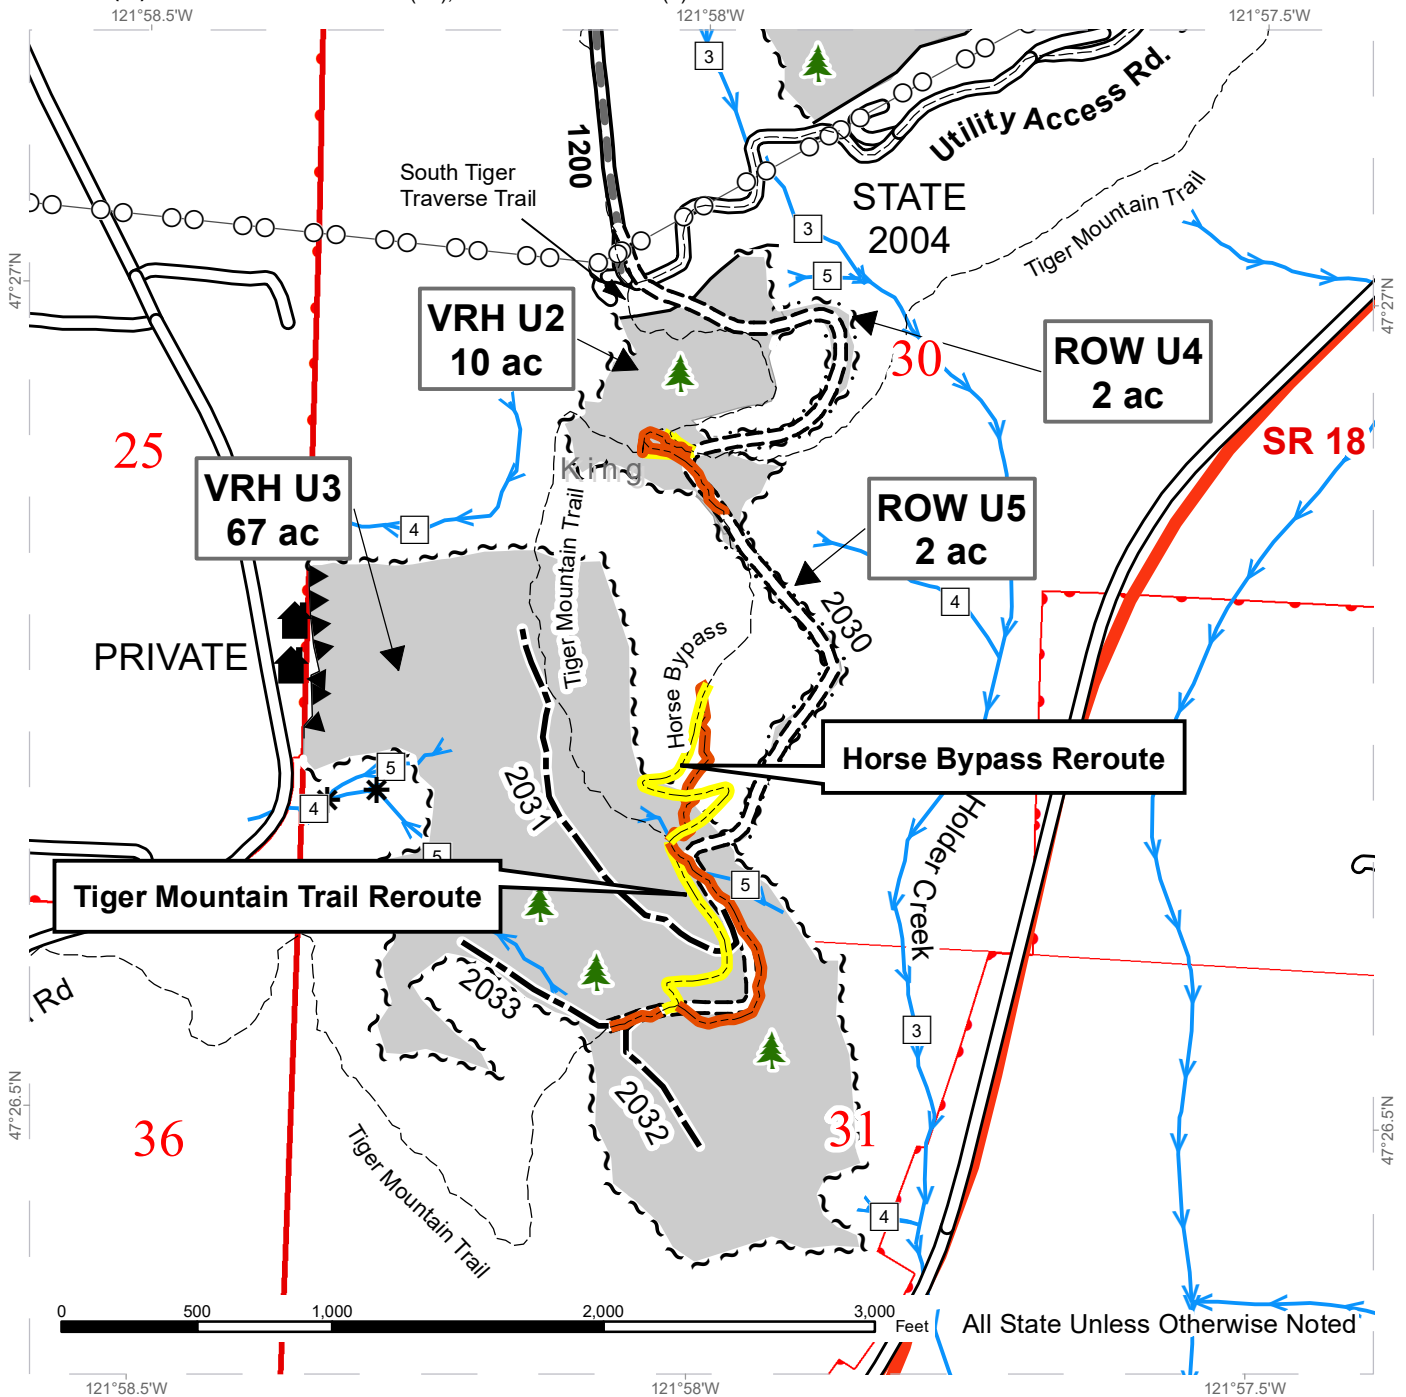 121°58.5'W
121°58'W
121°57.5'W
3
Utility Access Rd.
1200
South Tiger
Traverse Trail
STATE
2004
3
Tiger Mountain Trail
5
47°27'N
47°27'N
VRH U2
10 ac
ROW U4
2 ac
30
25
SR 18
King
VRH U3
67 ac
4
ROW U5
2 ac
Tiger Mountain Trail
4
2030
PRIVATE
Horse Bypass
Horse Bypass Reroute
5
4
2031
Holder Creek
5
Tiger Mountain Trail Reroute
5
2033
Rd
3
2032
47°26.5'N
36
31
47°26.5'N
Tiger Mountain Trail
4
0 500 1,000 2,000 3,000
Feet
All State Unless Otherwise Noted
121°58.5'W
121°58'W
121°57.5'W